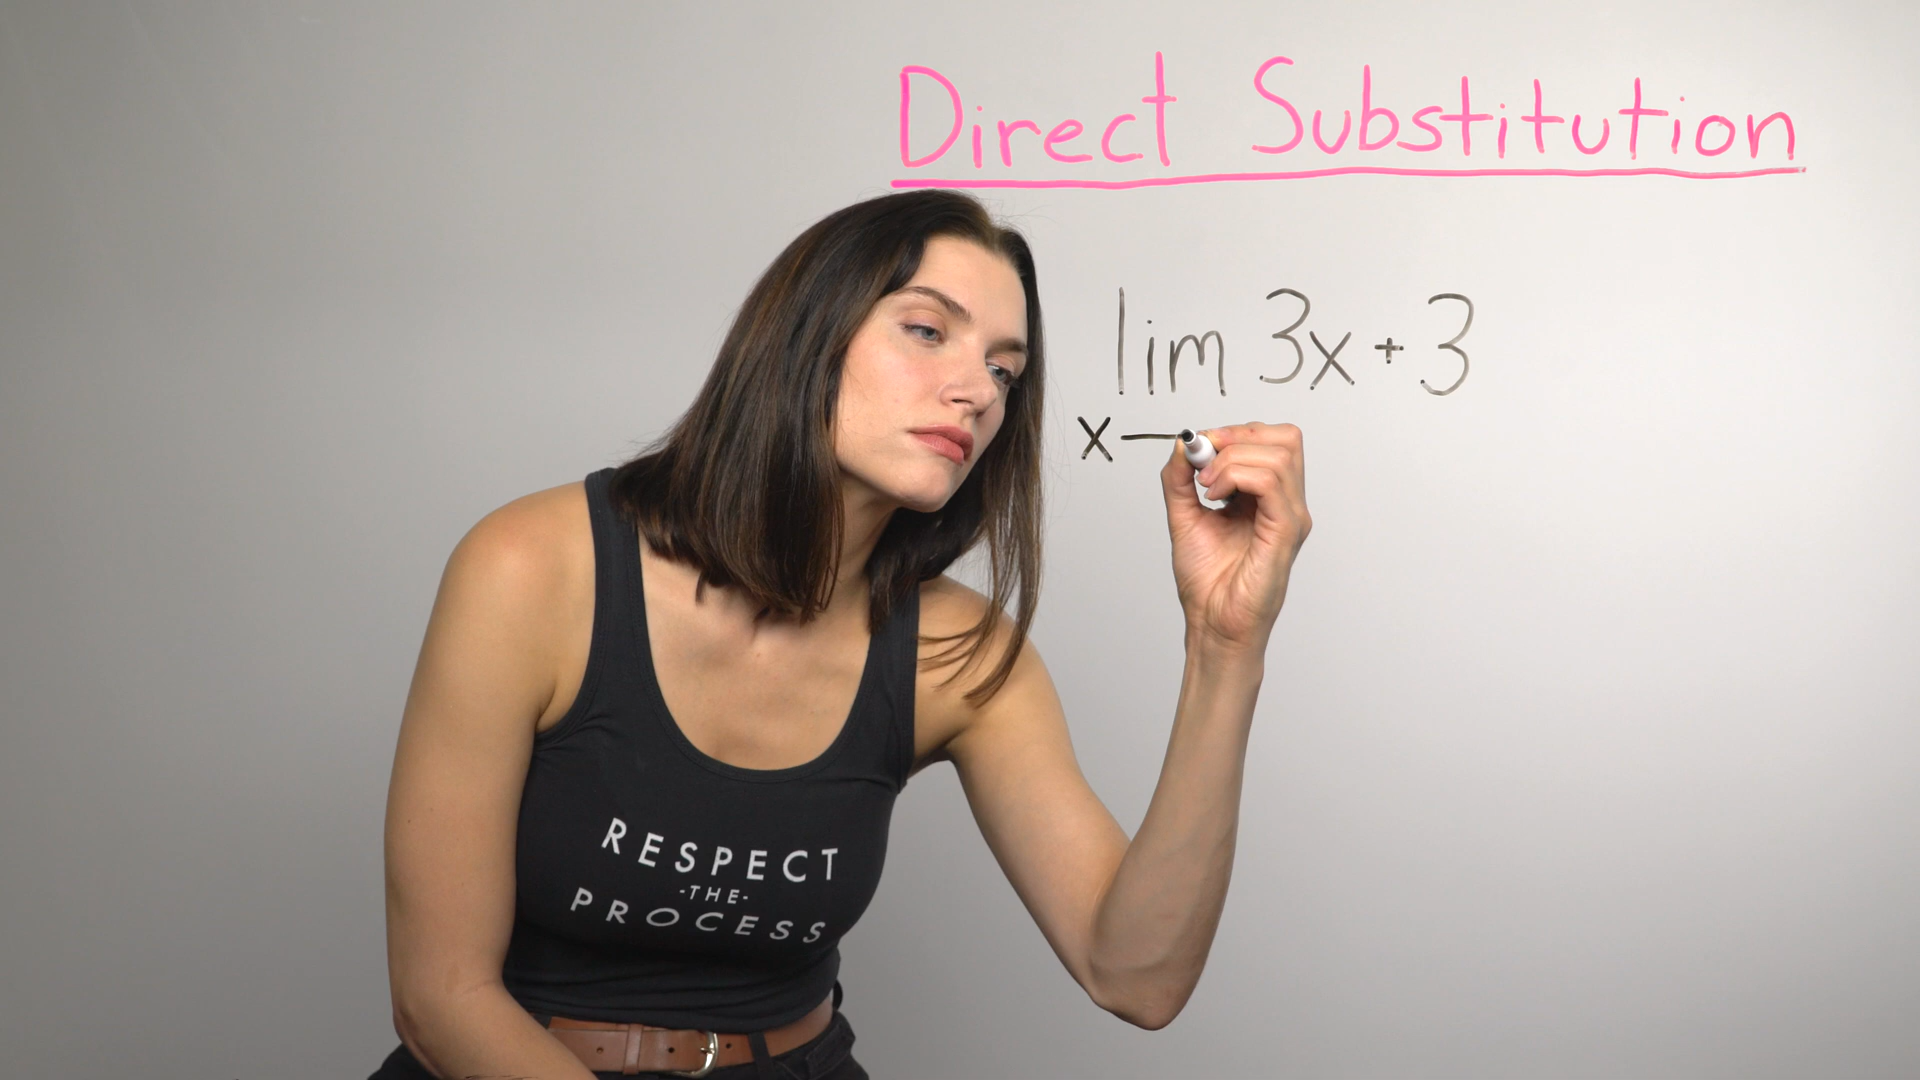 Direct Substitution
lim 3x + 3
x —
RESPECT
-THE-
PROCESS